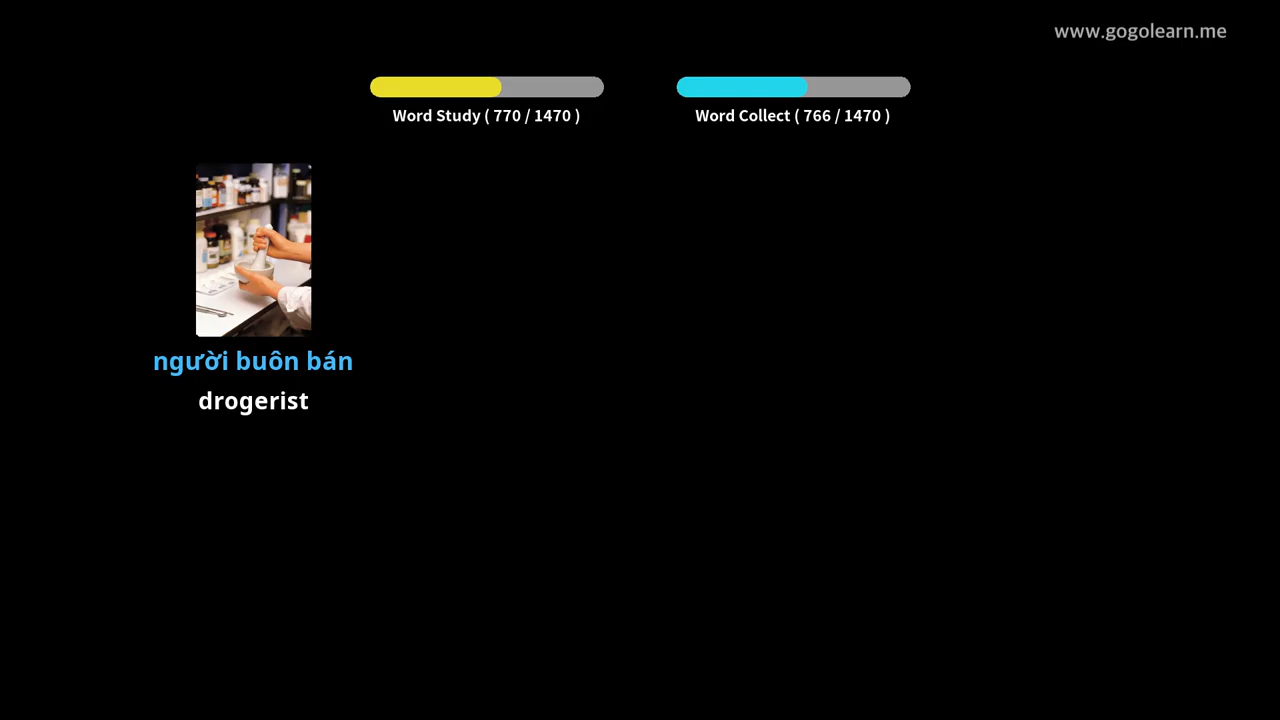 www.gogolearn.me
Word Study ( 770 / 1470 )
Word Collect ( 766 / 1470 )
người buôn bán
drogerist